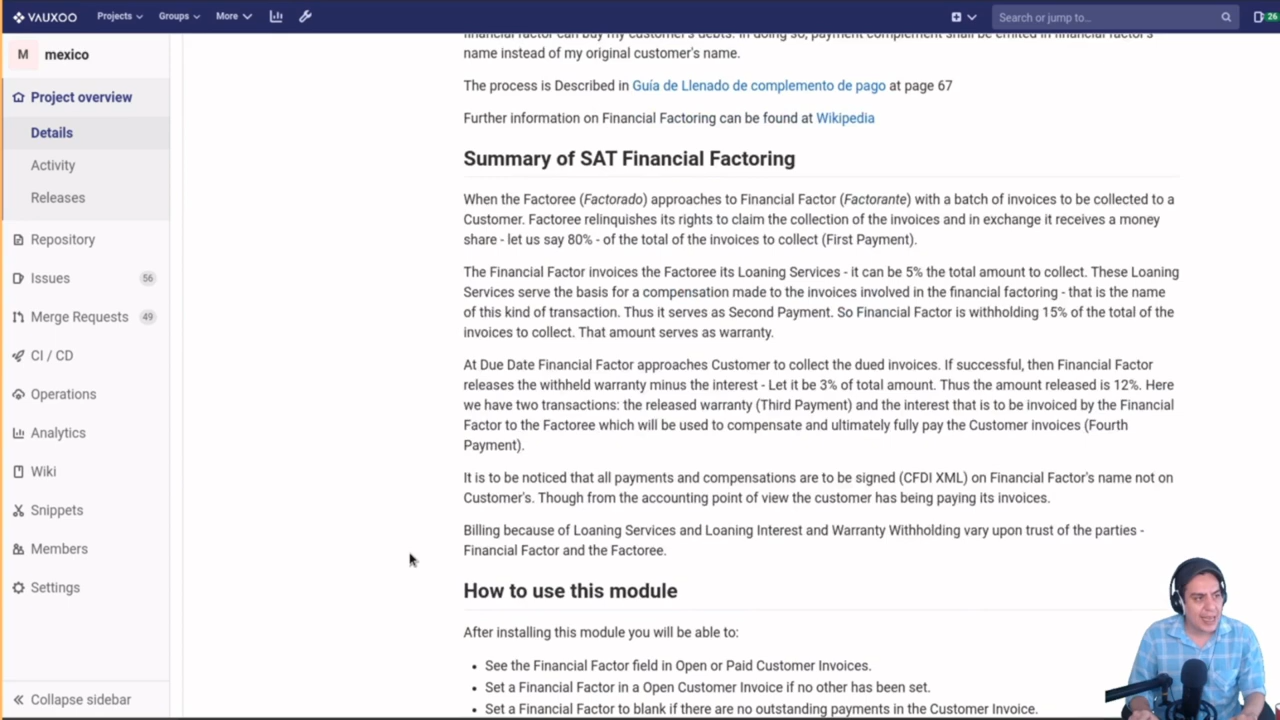 VAUXOO Projects Groups More Search or jump to... 26
M mexico
Project overview
Details
Activity
Releases
Repository
Issues 56
Merge Requests 49
CI / CD
Operations
Analytics
Wiki
Snippets
Members
Settings
Collapse sidebar
financial factor can buy my customer's debts. In doing so, payment complement shall be emited in financial factor's
name instead of my original customer's name.
The process is Described in Guía de Llenado de complemento de pago at page 67
Further information on Financial Factoring can be found at Wikipedia
Summary of SAT Financial Factoring
When the Factoree (Factorado) approaches to Financial Factor (Factorante) with a batch of invoices to be collected to a
Customer. Factoree relinquishes its rights to claim the collection of the invoices and in exchange it receives a money
share - let us say 80% - of the total of the invoices to collect (First Payment).
The Financial Factor invoices the Factoree its Loaning Services - it can be 5% the total amount to collect. These Loaning
Services serve the basis for a compensation made to the invoices involved in the financial factoring - that is the name
of this kind of transaction. Thus it serves as Second Payment. So Financial Factor is withholding 15% of the total of the
invoices to collect. That amount serves as warranty.
At Due Date Financial Factor approaches Customer to collect the dued invoices. If successful, then Financial Factor
releases the withheld warranty minus the interest - Let it be 3% of total amount. Thus the amount released is 12%. Here
we have two transactions: the released warranty (Third Payment) and the interest that is to be invoiced by the Financial
Factor to the Factoree which will be used to compensate and ultimately fully pay the Customer invoices (Fourth
Payment).
It is to be noticed that all payments and compensations are to be signed (CFDI XML) on Financial Factor's name not on
Customer's. Though from the accounting point of view the customer has being paying its invoices.
Billing because of Loaning Services and Loaning Interest and Warranty Withholding vary upon trust of the parties -
Financial Factor and the Factoree.
How to use this module
After installing this module you will be able to:
• See the Financial Factor field in Open or Paid Customer Invoices.
• Set a Financial Factor in a Open Customer Invoice if no other has been set.
• Set a Financial Factor to blank if there are no outstanding payments in the Customer Invoice.